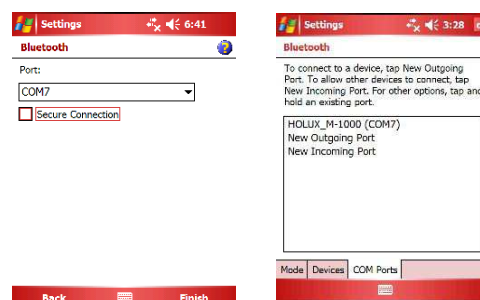 Settings 6:41
Bluetooth
Port:
COM7
Secure Connection
Back Finish
Settings 3:28
Bluetooth
To connect to a device, tap New Outgoing
Port. To allow other devices to connect, tap
New Incoming Port. For other options, tap and
hold an existing port.
HOLUX_M-1000 (COM7)
New Outgoing Port
New Incoming Port
Mode Devices COM Ports